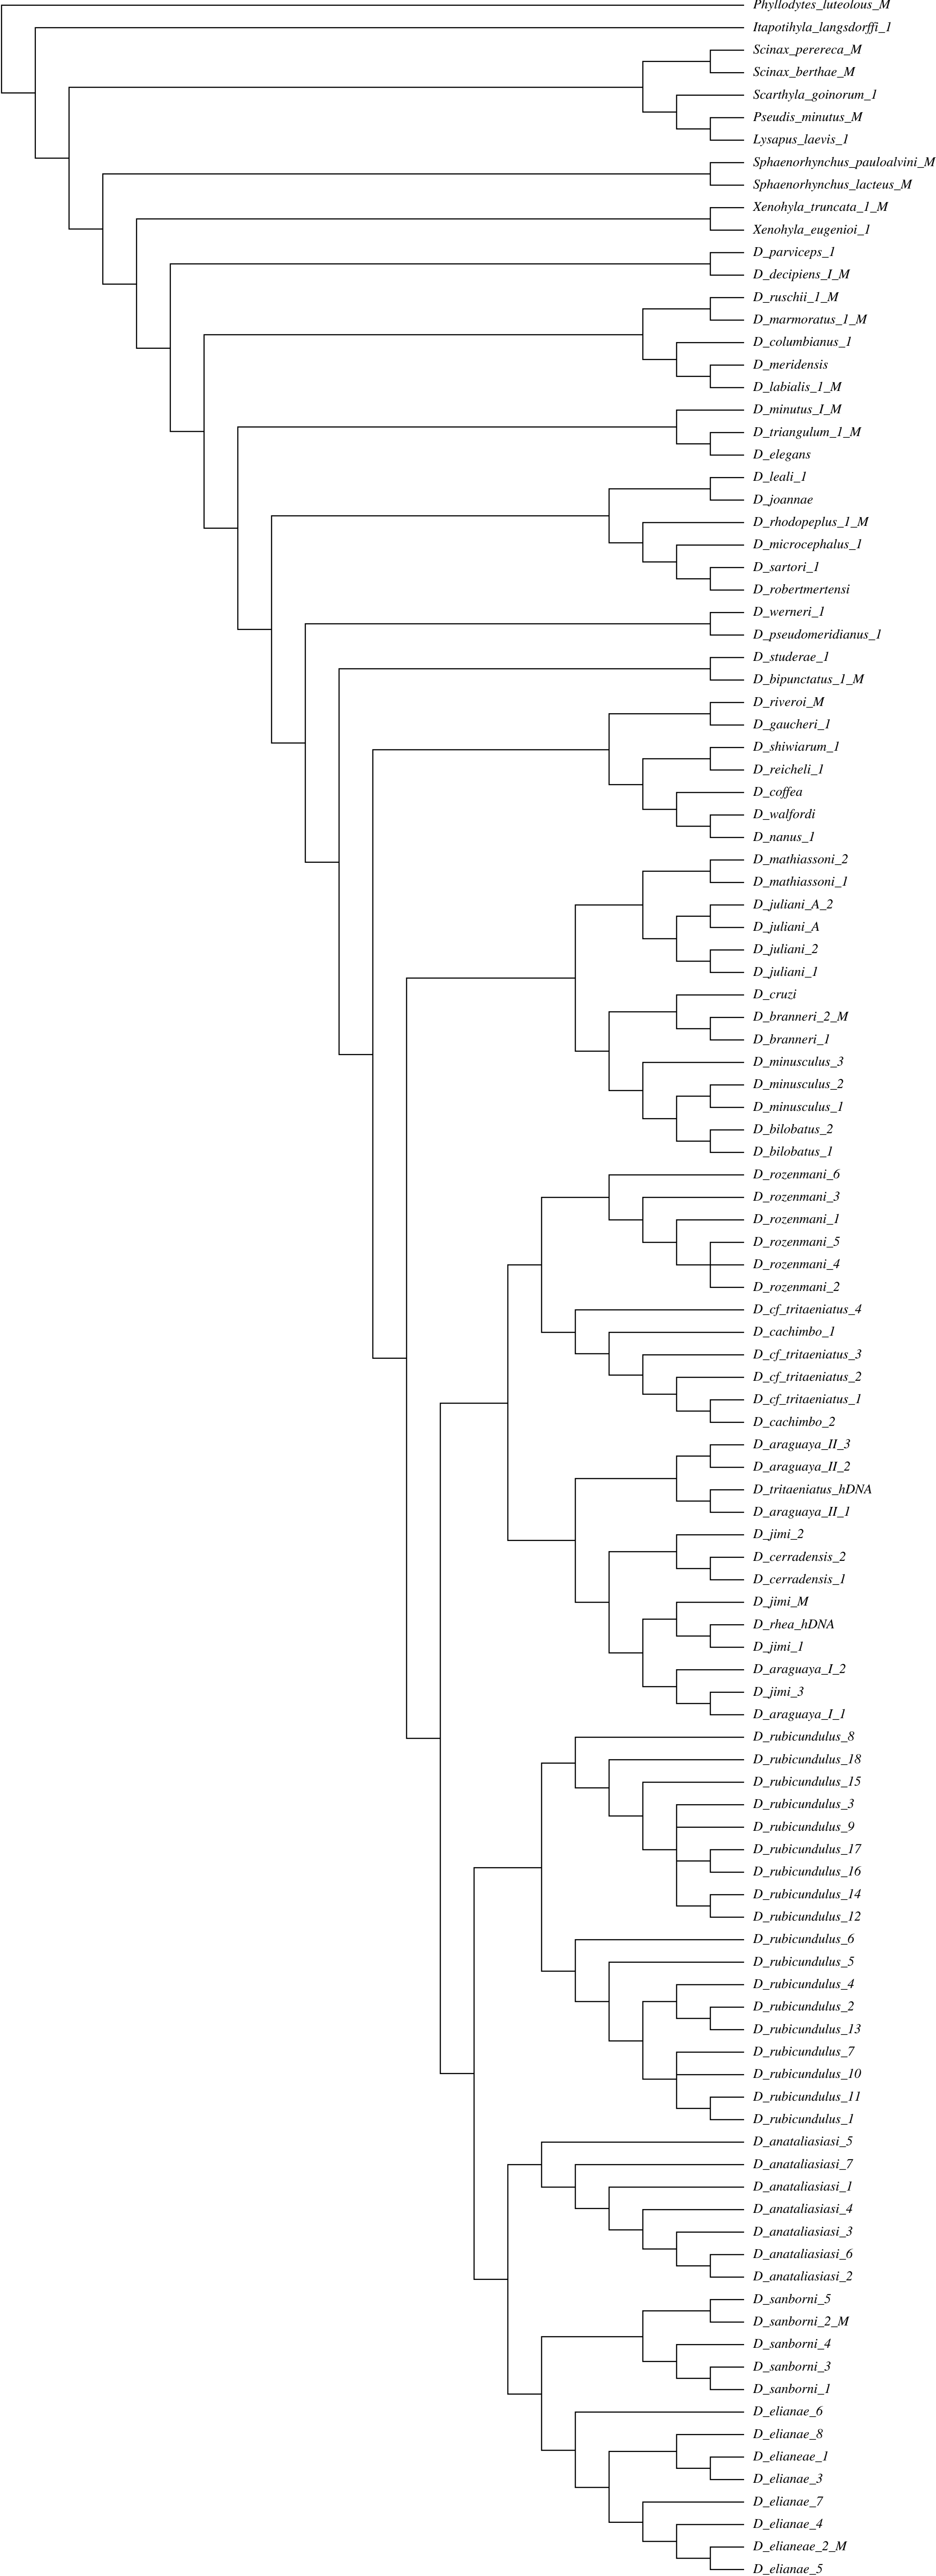 Phyllodytes_luteolous_M
Itapotihyla_langsdorffi_1
Scinax_perereca_M
Scinax_berthae_M
Scarthyla_goinorum_1
Pseudis_minutus_M
Lysapus_laevis_1
Sphaenorhynchus_pauloalvini_M
Sphaenorhynchus_lacteus_M
Xenohyla_truncata_1_M
Xenohyla_eugenioi_1
D_parviceps_1
D_decipiens_I_M
D_ruschii_1_M
D_marmoratus_1_M
D_columbianus_1
D_meridensis
D_labialis_1_M
D_minutus_I_M
D_triangulum_1_M
D_elegans
D_leali_1
D_joannae
D_rhodopeplus_1_M
D_microcephalus_1
D_sartori_1
D_robertmertensi
D_werneri_1
D_pseudomeridianus_1
D_studerae_1
D_bipunctatus_1_M
D_riveroi_M
D_gaucheri_1
D_shiwiarum_1
D_reicheli_1
D_coffea
D_walfordi
D_nanus_1
D_mathiassoni_2
D_mathiassoni_1
D_juliani_A_2
D_juliani_A
D_juliani_2
D_juliani_1
D_cruzi
D_branneri_2_M
D_branneri_1
D_minusculus_3
D_minusculus_2
D_minusculus_1
D_bilobatus_2
D_bilobatus_1
D_rozenmani_6
D_rozenmani_3
D_rozenmani_1
D_rozenmani_5
D_rozenmani_4
D_rozenmani_2
D_cf_tritaeniatus_4
D_cachimbo_1
D_cf_tritaeniatus_3
D_cf_tritaeniatus_2
D_cf_tritaeniatus_1
D_cachimbo_2
D_araguaya_II_3
D_araguaya_II_2
D_tritaeniatus_hDNA
D_araguaya_II_1
D_jimi_2
D_cerradensis_2
D_cerradensis_1
D_jimi_M
D_rhea_hDNA
D_jimi_1
D_araguaya_I_2
D_jimi_3
D_araguaya_I_1
D_rubicundulus_8
D_rubicundulus_18
D_rubicundulus_15
D_rubicundulus_3
D_rubicundulus_9
D_rubicundulus_17
D_rubicundulus_16
D_rubicundulus_14
D_rubicundulus_12
D_rubicundulus_6
D_rubicundulus_5
D_rubicundulus_4
D_rubicundulus_2
D_rubicundulus_13
D_rubicundulus_7
D_rubicundulus_10
D_rubicundulus_11
D_rubicundulus_1
D_anataliasiasi_5
D_anataliasiasi_7
D_anataliasiasi_1
D_anataliasiasi_4
D_anataliasiasi_3
D_anataliasiasi_6
D_anataliasiasi_2
D_sanborni_5
D_sanborni_2_M
D_sanborni_4
D_sanborni_3
D_sanborni_1
D_elianae_6
D_elianae_8
D_elianeae_1
D_elianae_3
D_elianae_7
D_elianae_4
D_elianeae_2_M
D_elianae_5